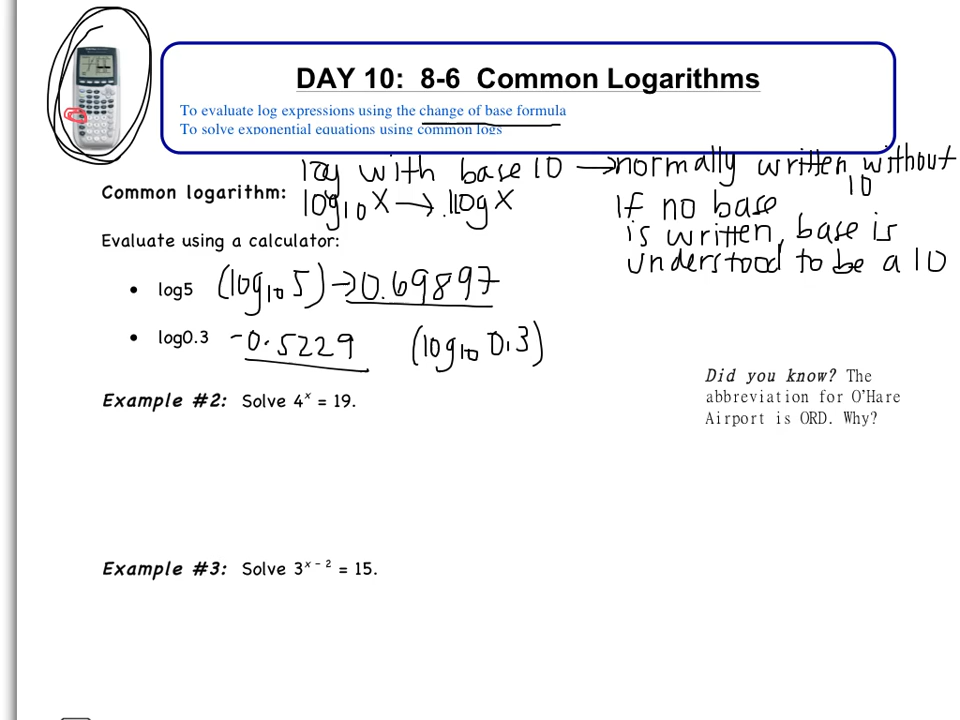 DAY 10: 8-6 Common Logarithms
To evaluate log expressions using the change of base formula
To solve exponential equations using common logs
Common logarithm: log with base 10 → normally written without 10
log₁₀ X → log X
If no base
is written, base is
understood to be a 10
Evaluate using a calculator:
• log5 (log₁₀ 5) → 0.69897
• log0.3 -0.5229 (log₁₀ 0.3)
Did you know? The
abbreviation for O'Hare
Airport is ORD. Why?
Example #2: Solve 4ˣ = 19.
Example #3: Solve 3ˣ⁻² = 15.